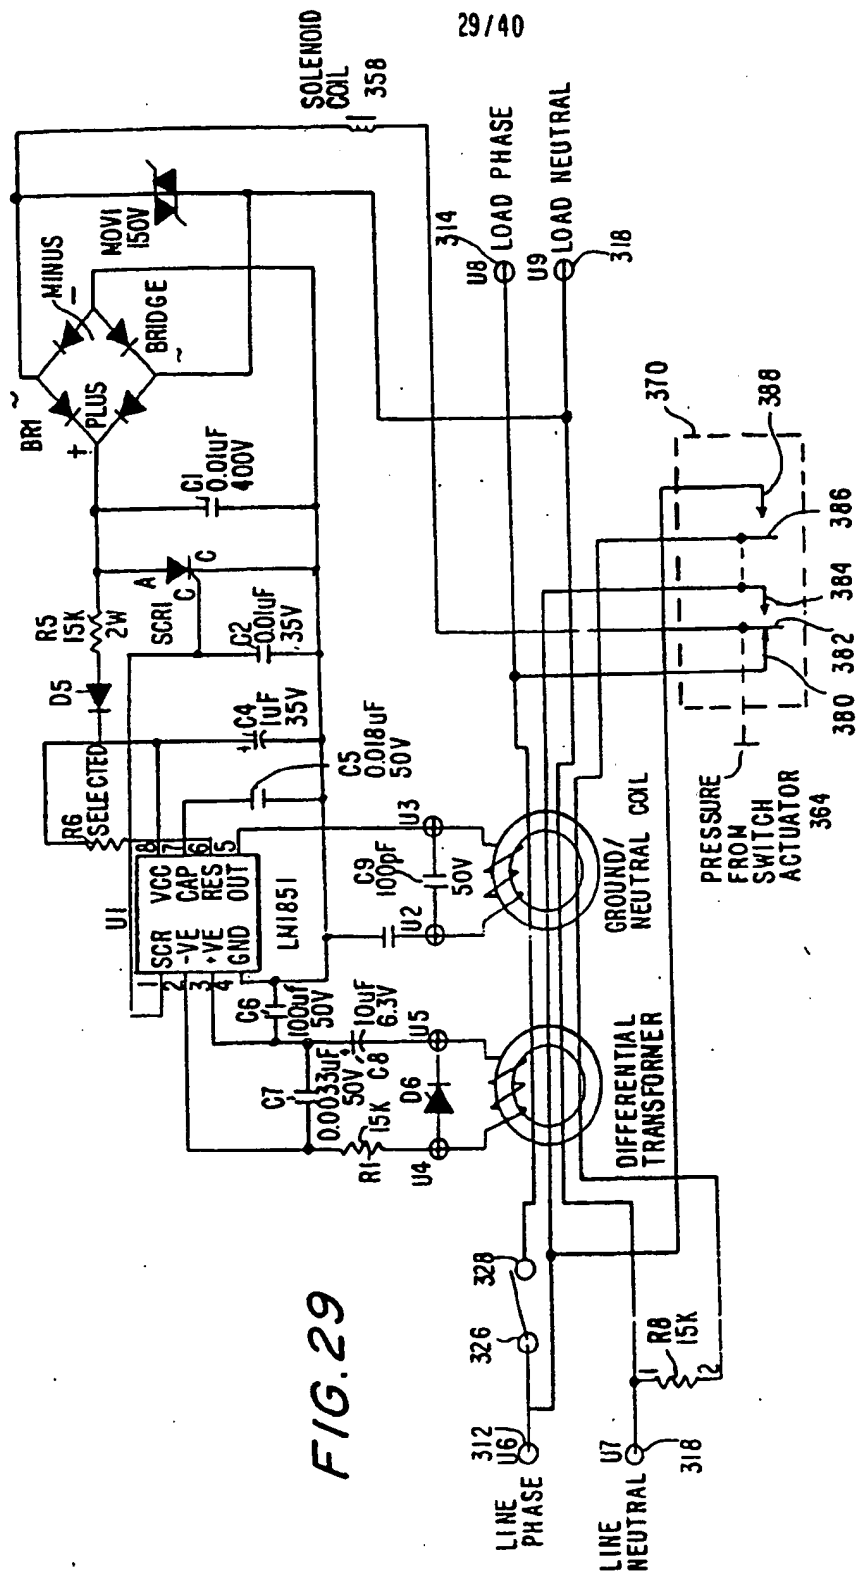 29/40
SOLENOID
COIL
358
MOV1
150V
MINUS
−
BRIDGE
~
~
BR1
PLUS
+
C1
0.01uF
400V
R5
15K
2W
A
C
C
SCR1
C2
0.01uF
35V
D5
+
C4
1uF
35V
C5
0.018uF
50V
R6
SELECTED
U1
1
2
3
4
SCR
-VE
+VE
GND
VCC
CAP
RES
OUT
8
7
6
5
LN1851
U3
C9
100pF
50V
U2
C6
100uf
50V
C7
0.0033uF
50V
C8
10uF
6.3V
U5
D6
R1
15K
U4
314
U8
LOAD PHASE
U9
LOAD NEUTRAL
318
370
388
386
384
382
380
PRESSURE
FROM
SWITCH
ACTUATOR
364
GROUND/
NEUTRAL COIL
DIFFERENTIAL
TRANSFORMER
328
326
312
U6
LINE
PHASE
R8
15K
1
2
U7
318
LINE
NEUTRAL
FIG.29